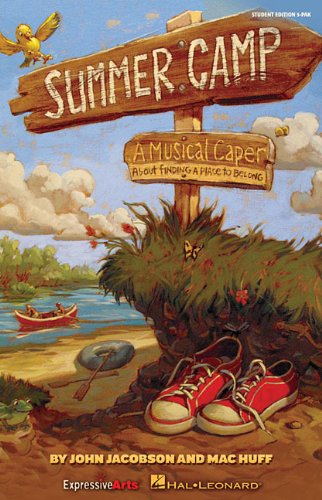 STUDENT EDITION 5-PAK
SUMMER CAMP
A Musical Caper
About FINDING A PLACE to BELONG
BY JOHN JACOBSON AND MAC HUFF
ExpressiveArts
HAL•LEONARD®